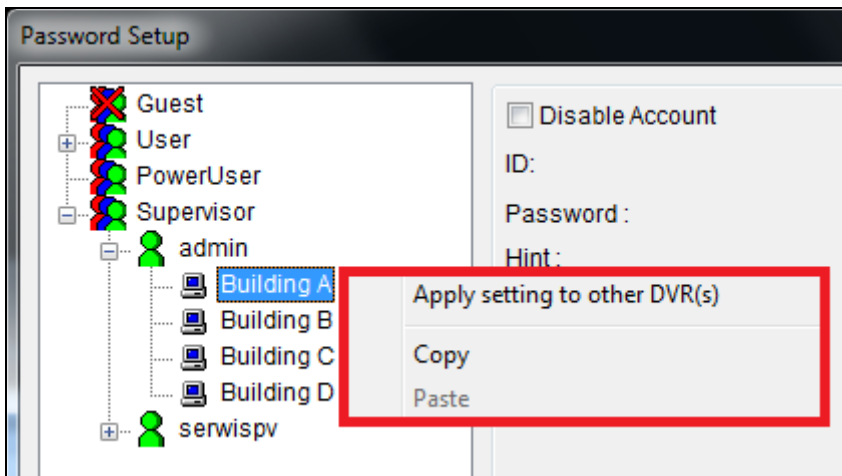 Password Setup
Guest
User
PowerUser
Supervisor
admin
Building A
Building B
Building C
Building D
serwispv
Disable Account
ID:
Password :
Hint :
Apply setting to other DVR(s)
Copy
Paste